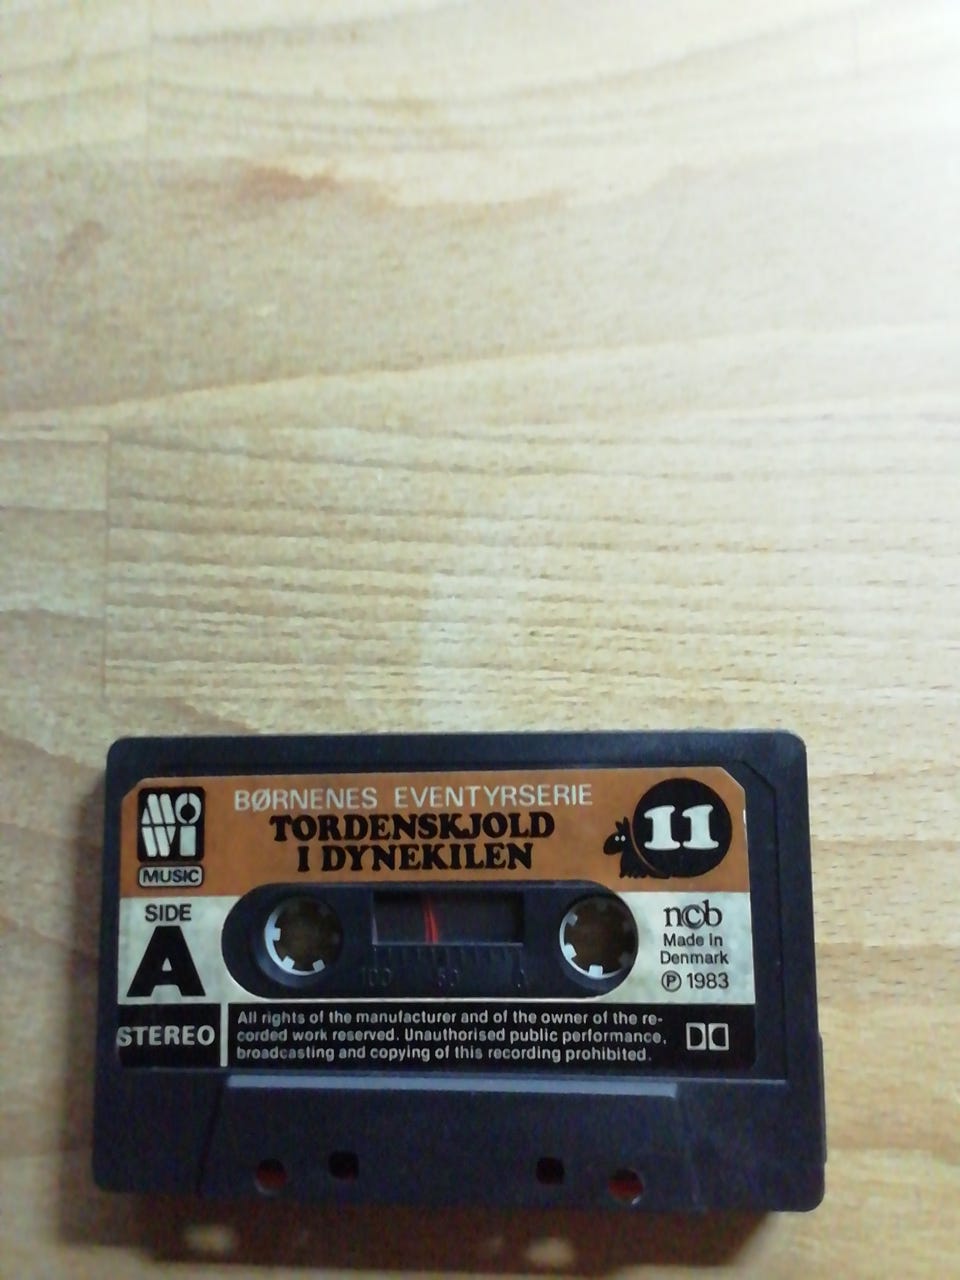 MOWI
MUSIC
BØRNENES EVENTYRSERIE
TORDENSKJOLD
I DYNEKILEN
11
SIDE
A
100 50 0
ncb
Made in
Denmark
Ⓟ 1983
STEREO
All rights of the manufacturer and of the owner of the re-
corded work reserved. Unauthorised public performance,
broadcasting and copying of this recording prohibited.